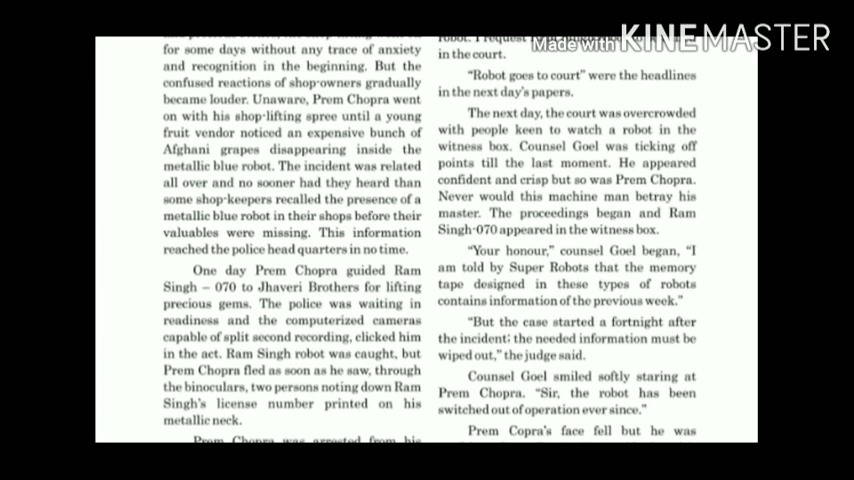 for some days without any trace of anxiety
and recognition in the beginning. But the
confused reactions of shop-owners gradually
became louder. Unaware, Prem Chopra went
on with his shop-lifting spree until a young
fruit vendor noticed an expensive bunch of
Afghani grapes disappearing inside the
metallic blue robot. The incident was related
all over and no sooner had they heard than
some shop-keepers recalled the presence of a
metallic blue robot in their shops before their
valuables were missing. This information
reached the police head quarters in no time.
One day Prem Chopra guided Ram
Singh – 070 to Jhaveri Brothers for lifting
precious gems. The police was waiting in
readiness and the computerized cameras
capable of split second recording, clicked him
in the act. Ram Singh robot was caught, but
Prem Chopra fled as soon as he saw, through
the binoculars, two persons noting down Ram
Singh's license number printed on his
metallic neck.
Prem Chopra was arrested from his
robot. I request
in the court.
"Robot goes to court" were the headlines
in the next day's papers.
The next day, the court was overcrowded
with people keen to watch a robot in the
witness box. Counsel Goel was ticking off
points till the last moment. He appeared
confident and crisp but so was Prem Chopra.
Never would this machine man betray his
master. The proceedings began and Ram
Singh-070 appeared in the witness box.
"Your honour," counsel Goel began, "I
am told by Super Robots that the memory
tape designed in these types of robots
contains information of the previous week."
"But the case started a fortnight after
the incident; the needed information must be
wiped out," the judge said.
Counsel Goel smiled softly staring at
Prem Chopra. "Sir, the robot has been
switched out of operation ever since."
Prem Copra's face fell but he was
Made with KINEMASTER